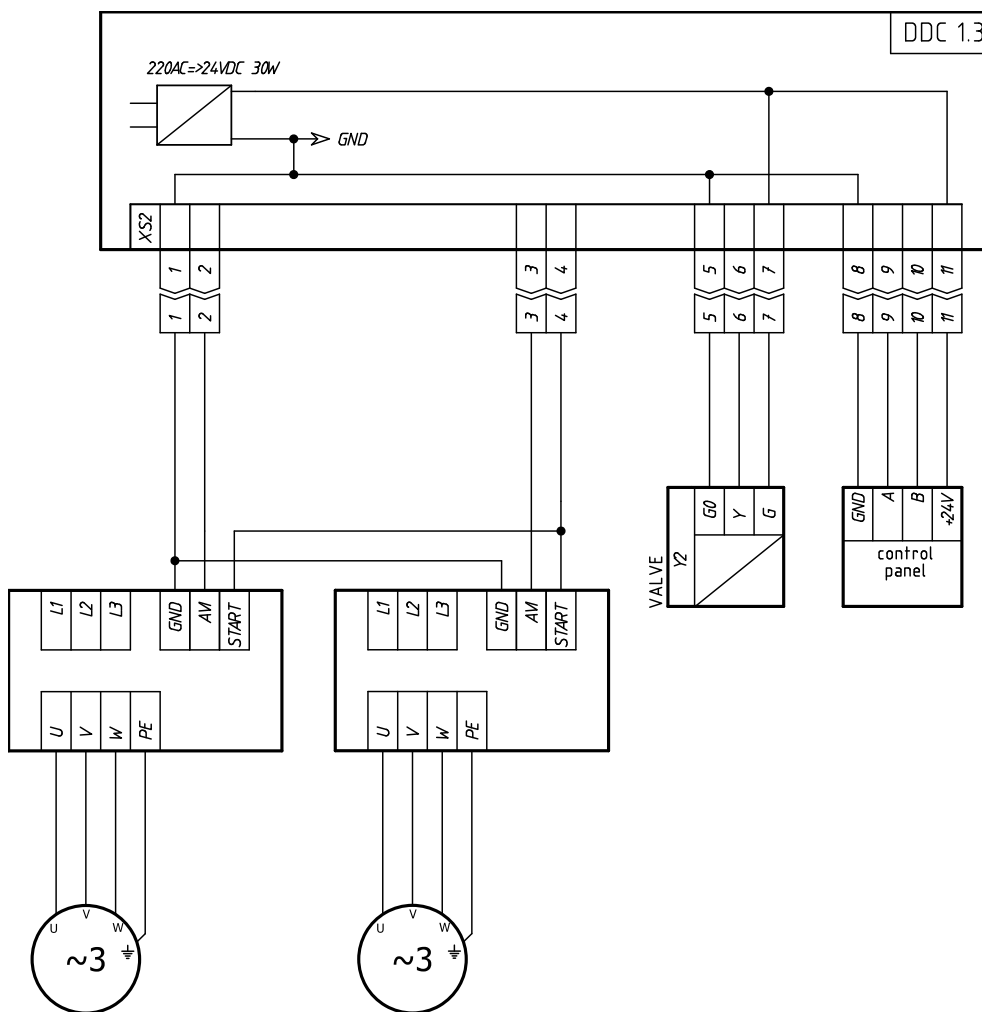 DDC 1.3
220AC=>24VDC 30W
GND
XS2
1 2 3 4 5 6 7 8 9 10 11
1 2 3 4 5 6 7 8 9 10 11
VALVE
Y2
G0 Y G
GND A B +24V
control
panel
L1 L2 L3 GND AVI START
L1 L2 L3 GND AVI START
U V W PE
U V W PE
U V W
~3
U V W
~3